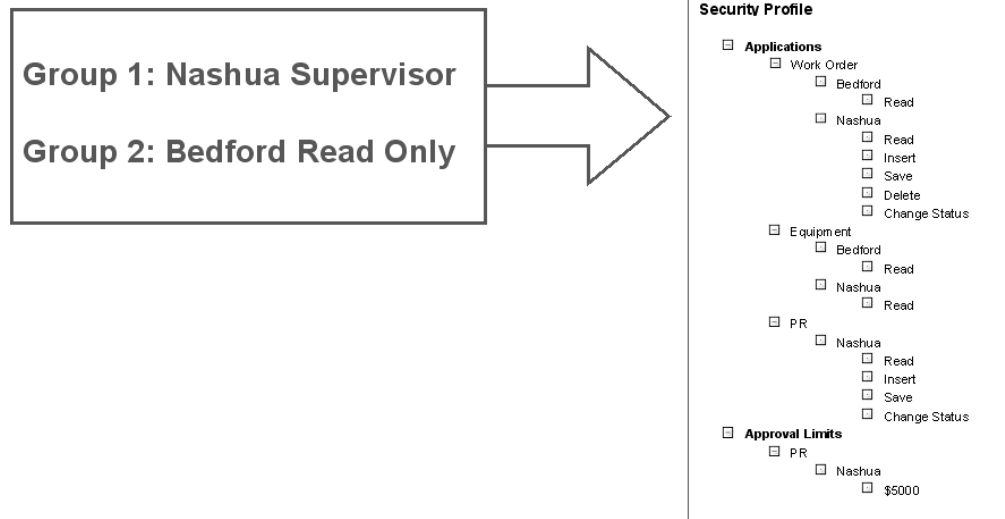 Group 1: Nashua Supervisor
Group 2: Bedford Read Only
Security Profile
Applications
Work Order
Bedford
Read
Nashua
Read
Insert
Save
Delete
Change Status
Equipment
Bedford
Read
Nashua
Read
PR
Nashua
Read
Insert
Save
Change Status
Approval Limits
PR
Nashua
$5000